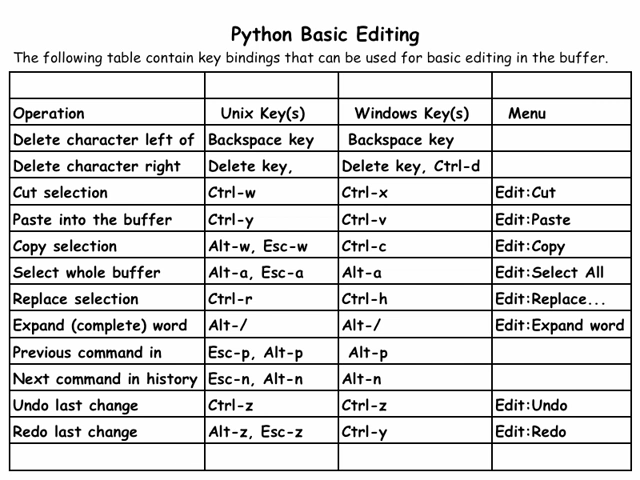 Python Basic Editing
The following table contain key bindings that can be used for basic editing in the buffer.
Operation Unix Key(s) Windows Key(s) Menu
Delete character left of Backspace key Backspace key
Delete character right Delete key, Delete key, Ctrl-d
Cut selection Ctrl-w Ctrl-x Edit:Cut
Paste into the buffer Ctrl-y Ctrl-v Edit:Paste
Copy selection Alt-w, Esc-w Ctrl-c Edit:Copy
Select whole buffer Alt-a, Esc-a Alt-a Edit:Select All
Replace selection Ctrl-r Ctrl-h Edit:Replace...
Expand (complete) word Alt-/ Alt-/ Edit:Expand word
Previous command in Esc-p, Alt-p Alt-p
Next command in history Esc-n, Alt-n Alt-n
Undo last change Ctrl-z Ctrl-z Edit:Undo
Redo last change Alt-z, Esc-z Ctrl-y Edit:Redo